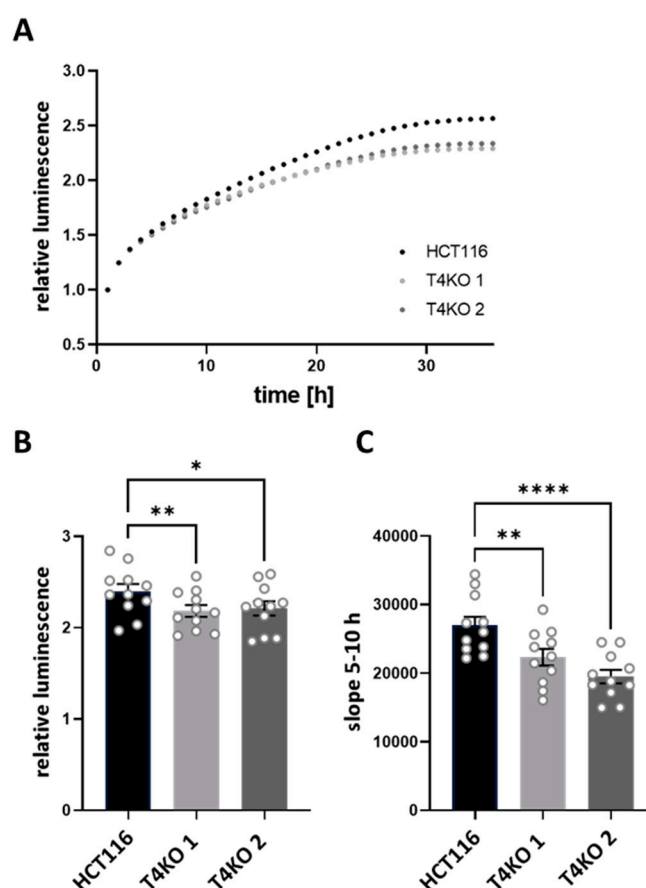 A
relative luminescence
3.0
2.5
2.0
1.5
1.0
0.5
0
10
20
30
time [h]
HCT116
T4KO 1
T4KO 2
B
relative luminescence
3
2
1
0
*
**
HCT116
T4KO 1
T4KO 2
C
slope 5-10 h
40000
30000
20000
10000
0
****
**
HCT116
T4KO 1
T4KO 2